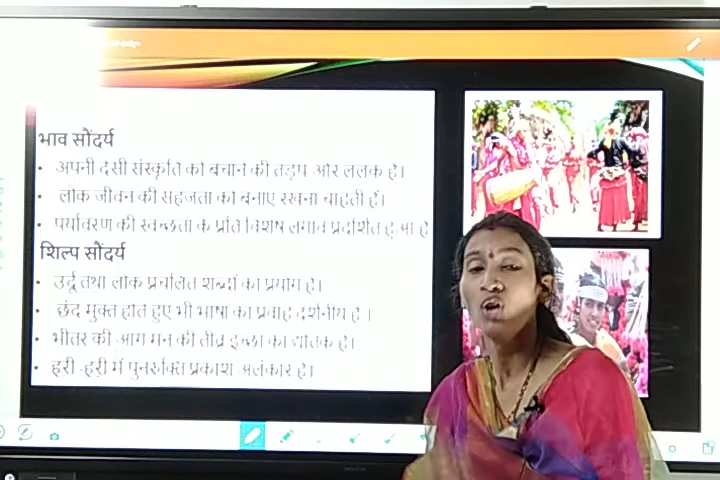 भाव सौंदर्य
अपनी देसी संस्कृति को बचाने की तड़प और ललक है।
लोक जीवन की सहजता को बनाए रखना चाहती हैं।
पर्यावरण की स्वच्छता के प्रति विशेष लगाव प्रदर्शित हुआ है
शिल्प सौंदर्य
उर्दू तथा लोक प्रचलित शब्दों का प्रयोग है।
छंद मुक्त होते हुए भी भाषा का प्रवाह दर्शनीय है ।
भीतर की आग मन की तीव्र इच्छा का द्योतक है।
हरी -हरी में पुनरुक्ति प्रकाश अलंकार है।